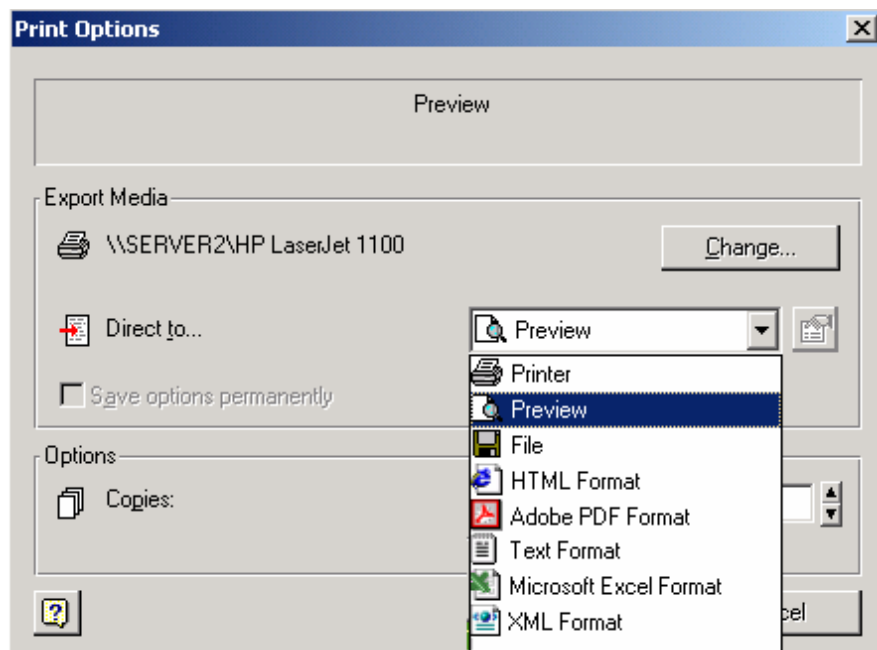 Print Options
Preview
Export Media
\\SERVER2\HP LaserJet 1100
Change...
Direct to...
Preview
Printer
Preview
Save options permanently
File
Options
HTML Format
Copies:
Adobe PDF Format
Text Format
Microsoft Excel Format
XML Format